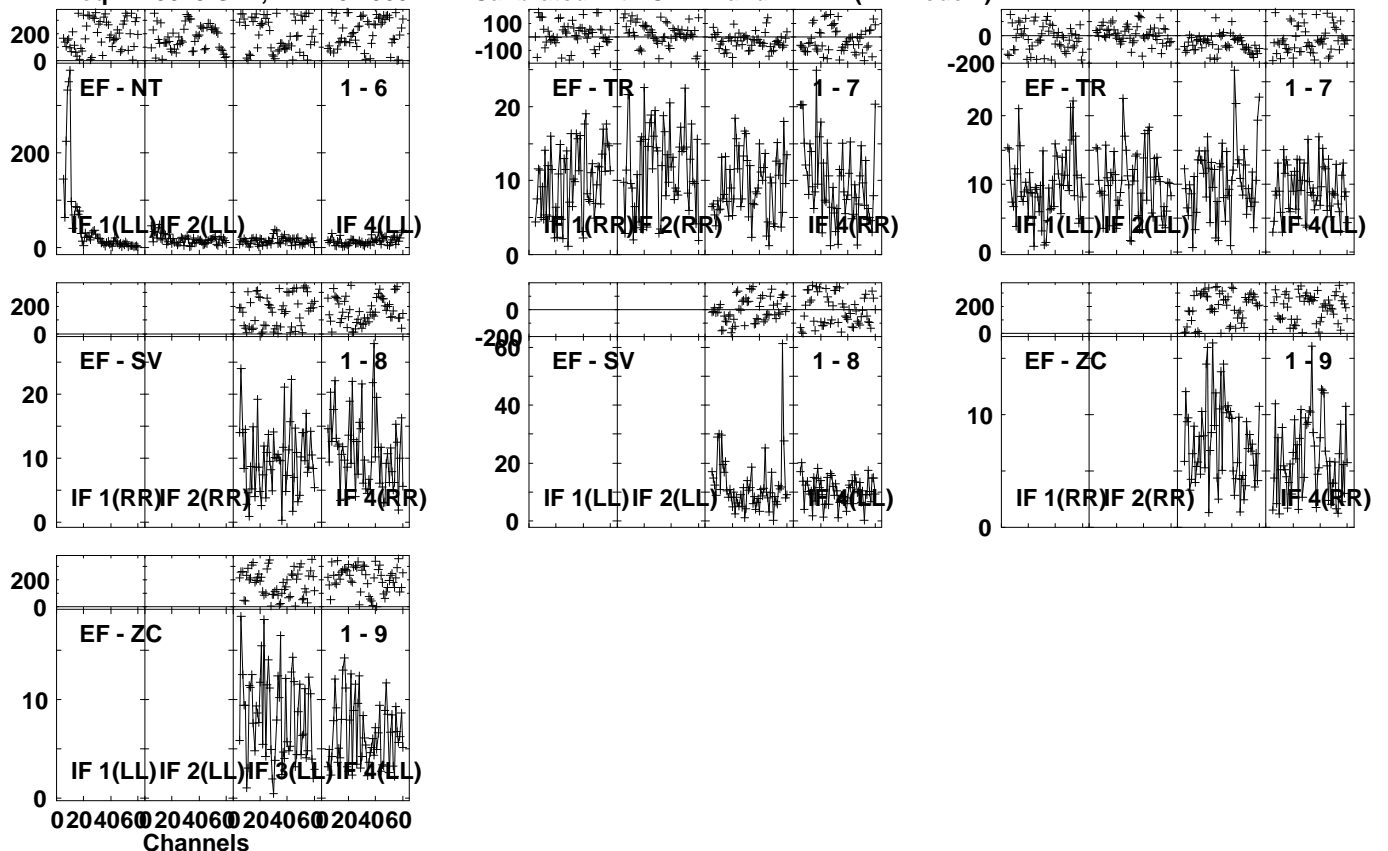 200
0
EF - NT
1 - 6
200
0
IF 1(LL)
IF 2(LL)
IF 4(LL)
100
-100
EF - TR
1 - 7
20
10
0
IF 1(RR)
IF 2(RR)
IF 4(RR)
0
-200
EF - TR
1 - 7
20
10
0
IF 1(LL)
IF 2(LL)
IF 4(LL)
200
0
EF - SV
1 - 8
20
10
0
IF 1(RR)
IF 2(RR)
IF 4(RR)
0
-200
EF - SV
1 - 8
60
40
20
0
IF 1(LL)
IF 2(LL)
IF 4(LL)
200
0
EF - ZC
1 - 9
10
0
IF 1(RR)
IF 2(RR)
IF 4(RR)
200
0
EF - ZC
1 - 9
10
0
IF 1(LL)
IF 2(LL)
IF 3(LL)
IF 4(LL)
0 20 40 60 0 20 40 60 0 20 40 60 0 20 40 60
Channels